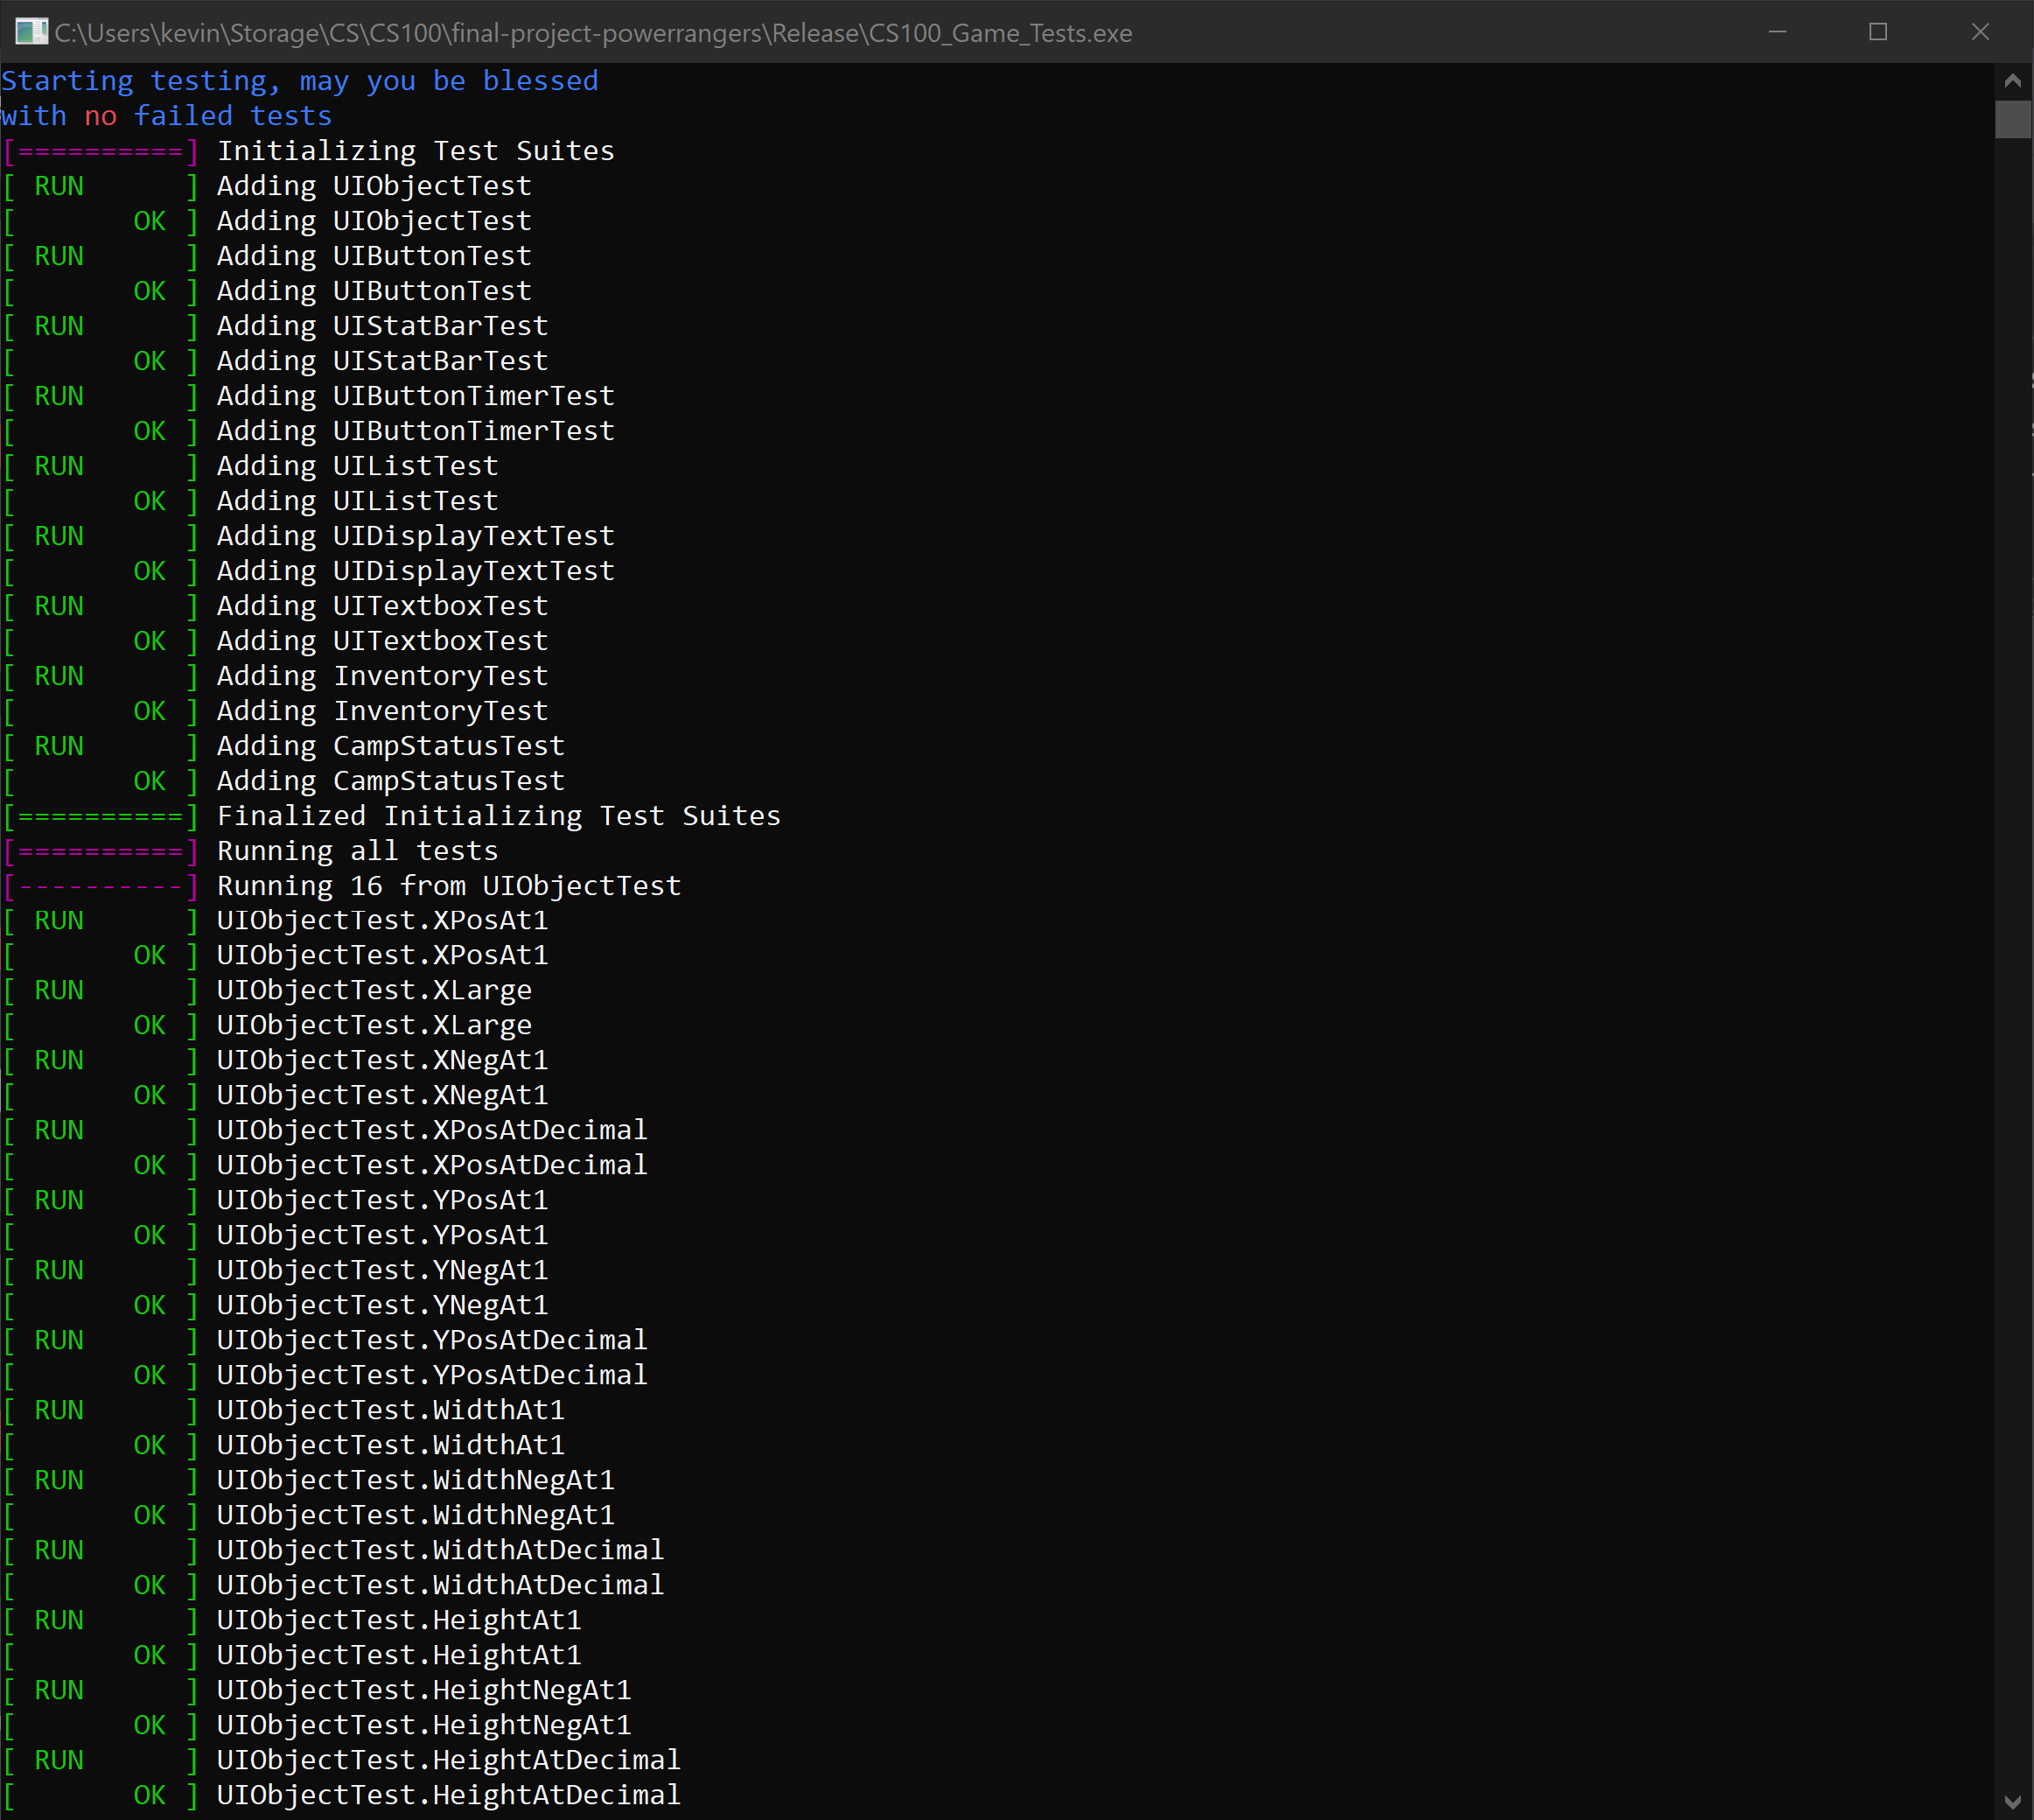 C:\Users\kevin\Storage\CS\CS100\final-project-powerrangers\Release\CS100_Game_Tests.exe
Starting testing, may you be blessed
with no failed tests
[==========] Initializing Test Suites
[ RUN      ] Adding UIObjectTest
[       OK ] Adding UIObjectTest
[ RUN      ] Adding UIButtonTest
[       OK ] Adding UIButtonTest
[ RUN      ] Adding UIStatBarTest
[       OK ] Adding UIStatBarTest
[ RUN      ] Adding UIButtonTimerTest
[       OK ] Adding UIButtonTimerTest
[ RUN      ] Adding UIListTest
[       OK ] Adding UIListTest
[ RUN      ] Adding UIDisplayTextTest
[       OK ] Adding UIDisplayTextTest
[ RUN      ] Adding UITextboxTest
[       OK ] Adding UITextboxTest
[ RUN      ] Adding InventoryTest
[       OK ] Adding InventoryTest
[ RUN      ] Adding CampStatusTest
[       OK ] Adding CampStatusTest
[==========] Finalized Initializing Test Suites
[==========] Running all tests
[----------] Running 16 from UIObjectTest
[ RUN      ] UIObjectTest.XPosAt1
[       OK ] UIObjectTest.XPosAt1
[ RUN      ] UIObjectTest.XLarge
[       OK ] UIObjectTest.XLarge
[ RUN      ] UIObjectTest.XNegAt1
[       OK ] UIObjectTest.XNegAt1
[ RUN      ] UIObjectTest.XPosAtDecimal
[       OK ] UIObjectTest.XPosAtDecimal
[ RUN      ] UIObjectTest.YPosAt1
[       OK ] UIObjectTest.YPosAt1
[ RUN      ] UIObjectTest.YNegAt1
[       OK ] UIObjectTest.YNegAt1
[ RUN      ] UIObjectTest.YPosAtDecimal
[       OK ] UIObjectTest.YPosAtDecimal
[ RUN      ] UIObjectTest.WidthAt1
[       OK ] UIObjectTest.WidthAt1
[ RUN      ] UIObjectTest.WidthNegAt1
[       OK ] UIObjectTest.WidthNegAt1
[ RUN      ] UIObjectTest.WidthAtDecimal
[       OK ] UIObjectTest.WidthAtDecimal
[ RUN      ] UIObjectTest.HeightAt1
[       OK ] UIObjectTest.HeightAt1
[ RUN      ] UIObjectTest.HeightNegAt1
[       OK ] UIObjectTest.HeightNegAt1
[ RUN      ] UIObjectTest.HeightAtDecimal
[       OK ] UIObjectTest.HeightAtDecimal